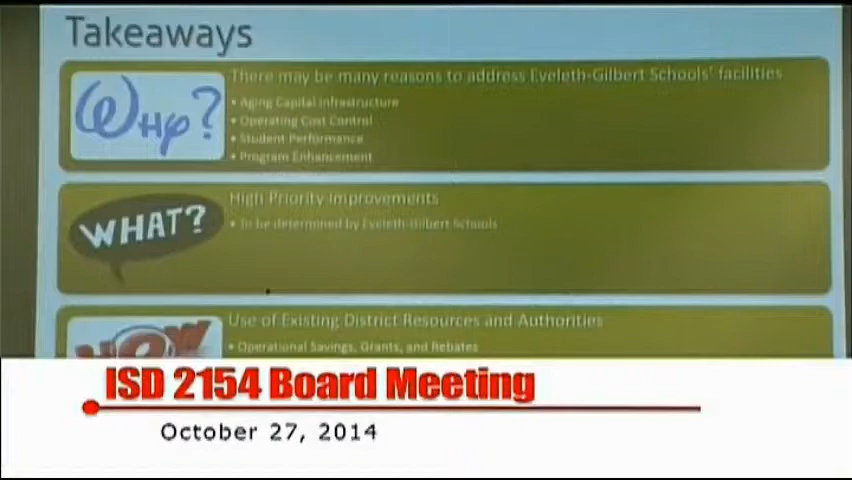 Takeaways
Why?
There may be many reasons to address Eveleth-Gilbert Schools' facilities
• Aging Capital Infrastructure
• Operating Cost Control
• Student Performance
• Program Enhancement
WHAT?
High Priority Improvements
• To be determined by Eveleth-Gilbert Schools
HOW
Use of Existing District Resources and Authorities
• Operational Savings, Grants, and Rebates
ISD 2154 Board Meeting
October 27, 2014